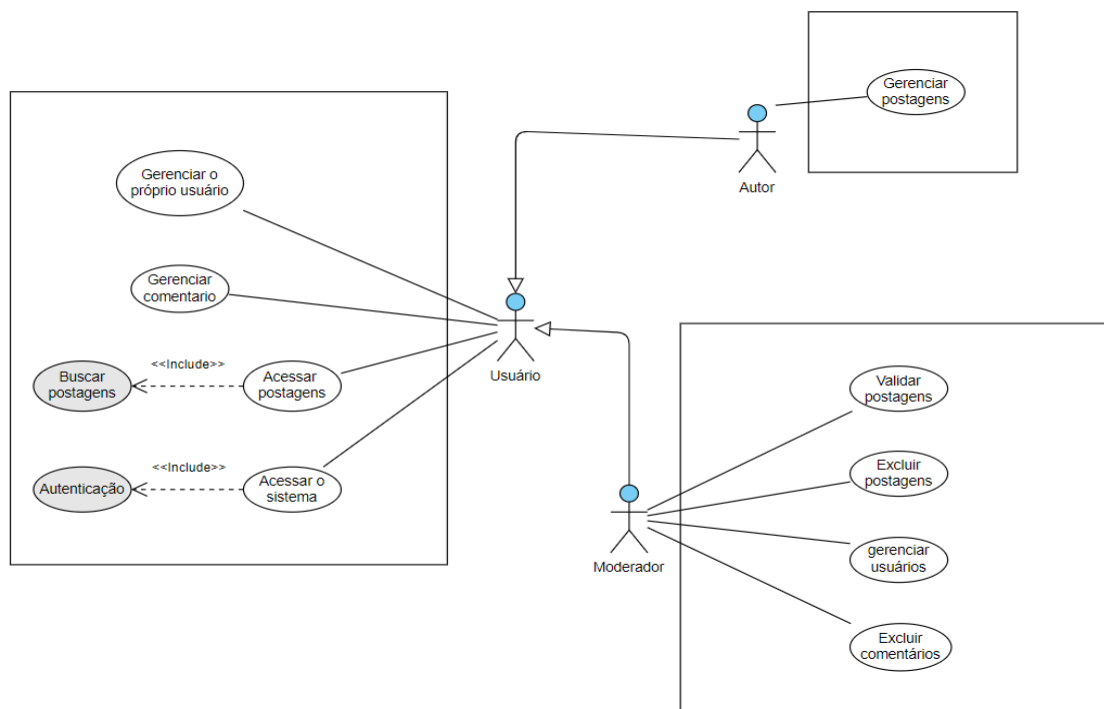 Gerenciar
postagens
Autor
Gerenciar o
próprio usuário
Gerenciar
comentario
<<Include>>
Buscar
postagens
Acessar
postagens
Usuário
<<Include>>
Autenticação
Acessar o
sistema
Validar
postagens
Excluir
postagens
Moderador
gerenciar
usuários
Excluir
comentários